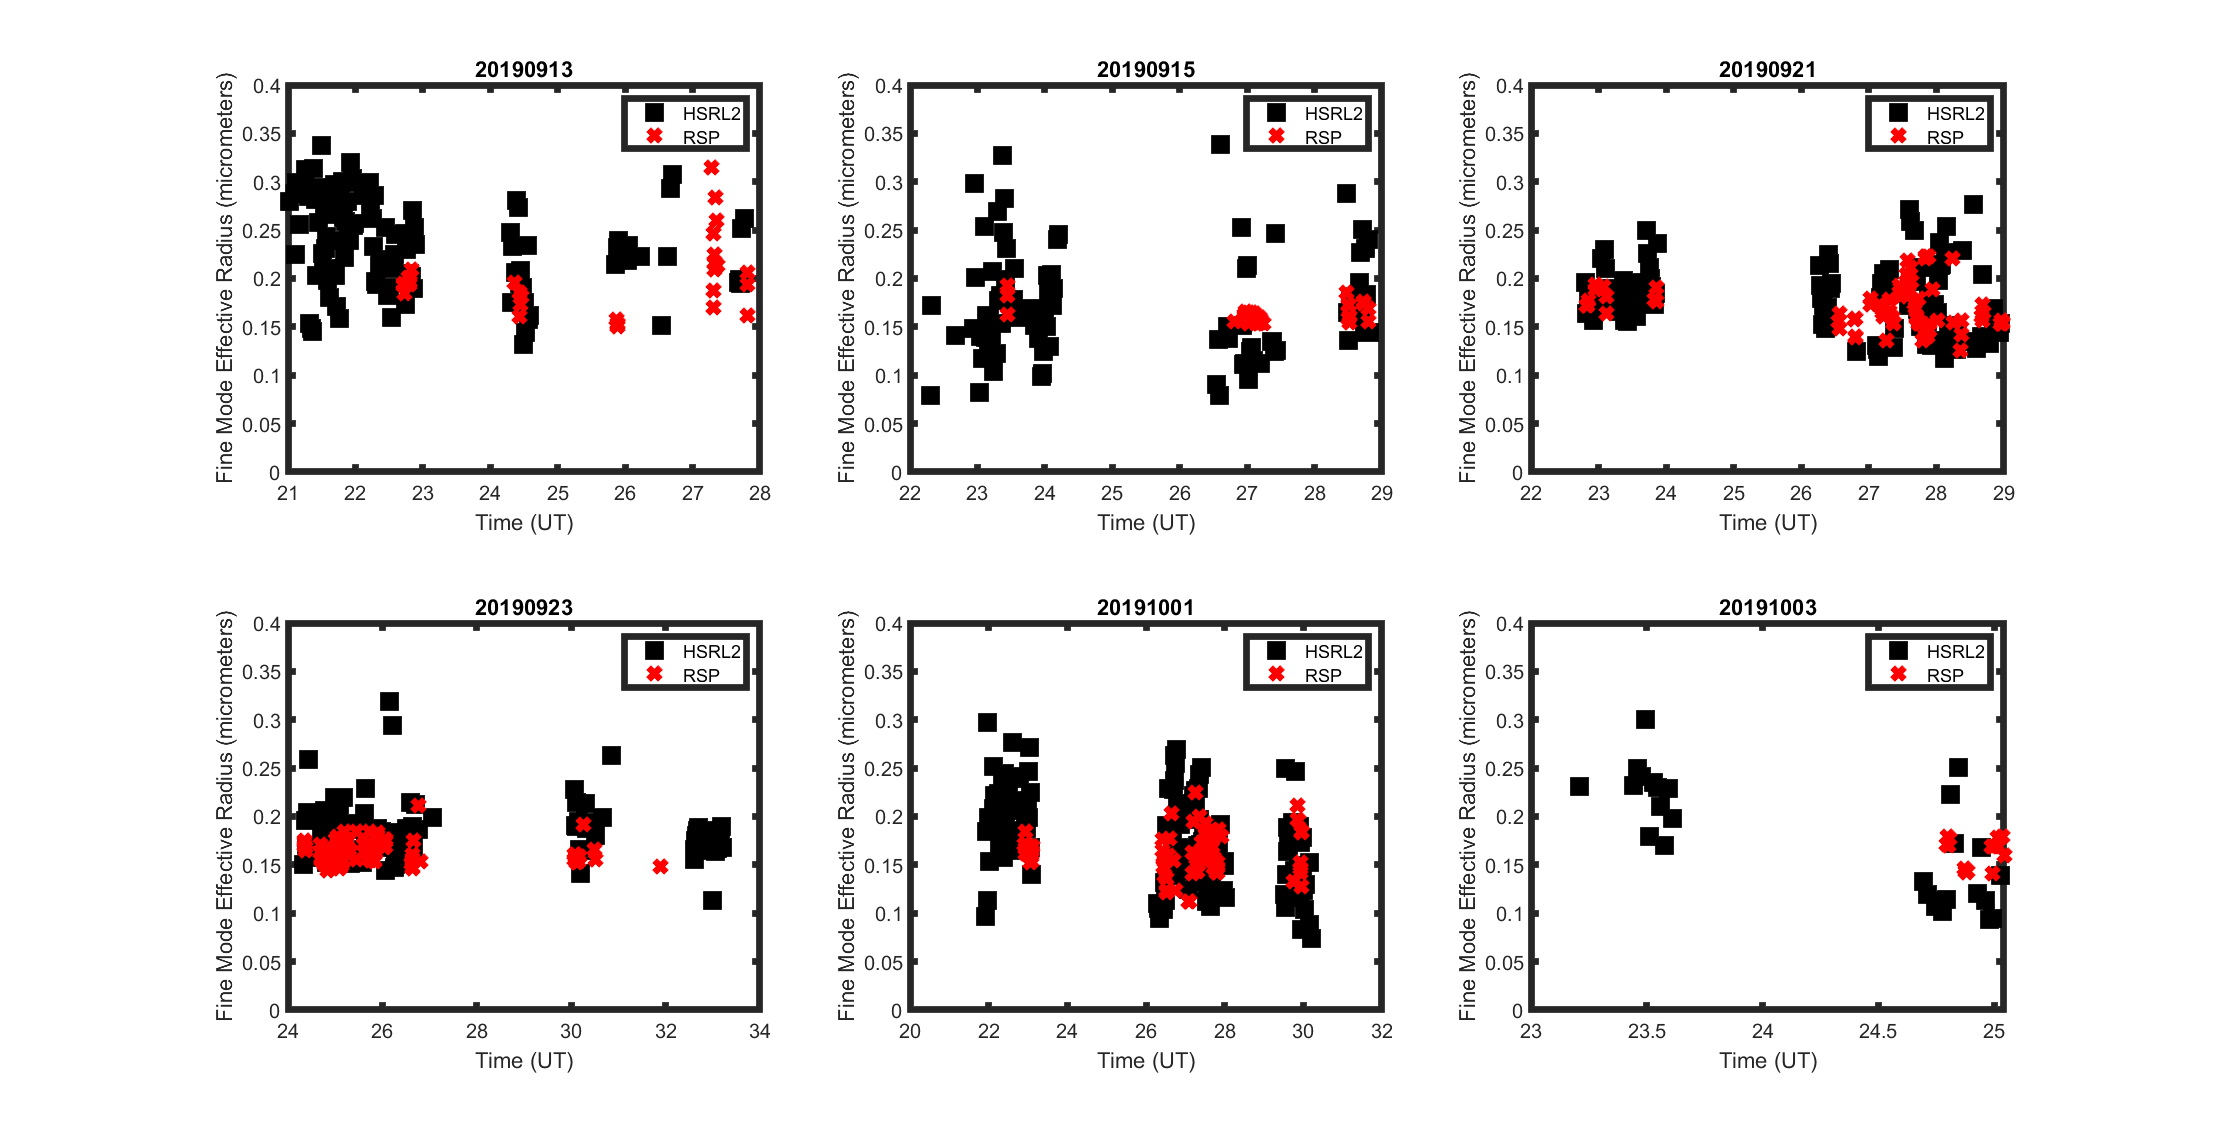 20190913
0.4
0.35
0.3
0.25
0.2
0.15
0.1
0.05
0
Fine Mode Effective Radius (micrometers)
HSRL2
RSP
21 22 23 24 25 26 27 28
Time (UT)
20190915
0.4
0.35
0.3
0.25
0.2
0.15
0.1
0.05
0
Fine Mode Effective Radius (micrometers)
HSRL2
RSP
22 23 24 25 26 27 28 29
Time (UT)
20190921
0.4
0.35
0.3
0.25
0.2
0.15
0.1
0.05
0
Fine Mode Effective Radius (micrometers)
HSRL2
RSP
22 23 24 25 26 27 28 29
Time (UT)
20190923
0.4
0.35
0.3
0.25
0.2
0.15
0.1
0.05
0
Fine Mode Effective Radius (micrometers)
HSRL2
RSP
24 26 28 30 32 34
Time (UT)
20191001
0.4
0.35
0.3
0.25
0.2
0.15
0.1
0.05
0
Fine Mode Effective Radius (micrometers)
HSRL2
RSP
20 22 24 26 28 30 32
Time (UT)
20191003
0.4
0.35
0.3
0.25
0.2
0.15
0.1
0.05
0
Fine Mode Effective Radius (micrometers)
HSRL2
RSP
23 23.5 24 24.5 25
Time (UT)